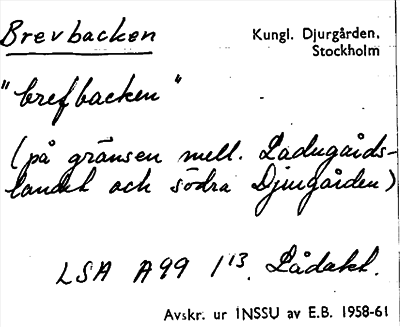 Brevbacken
Kungl. Djurgården,
Stockholm
"brefbacken"
(på gränsen mell. Ladugårds-
landet och södra Djurgården)
LSA A99 1¹³. Lådakt.
Avskr. ur INSSU av E.B. 1958-61